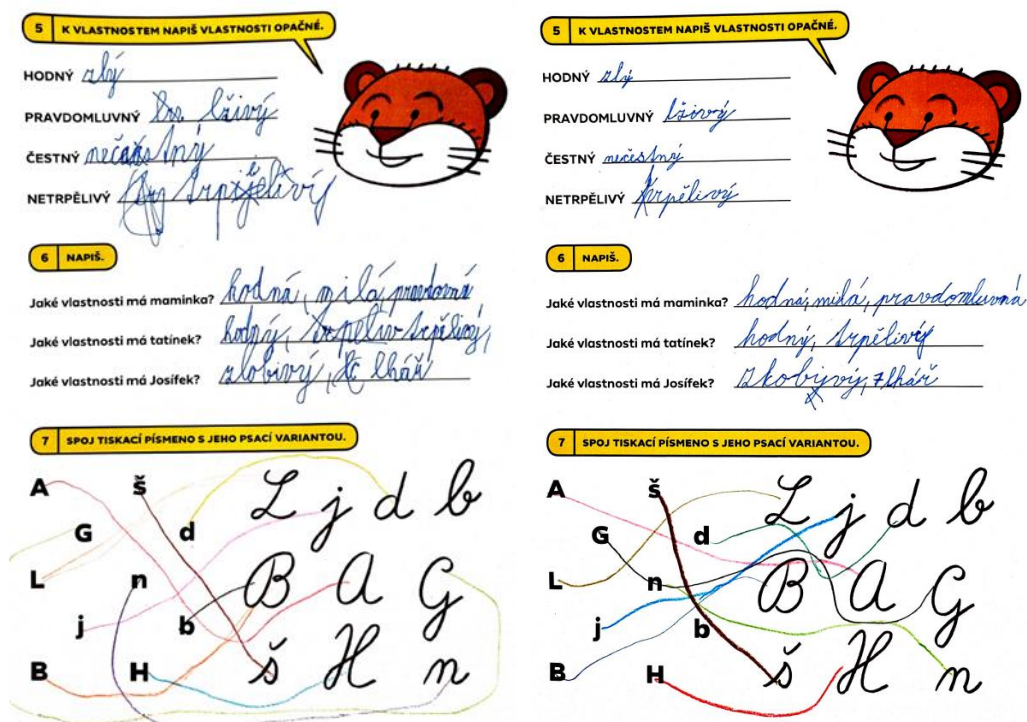 5 K VLASTNOSTEM NAPIŠ VLASTNOSTI OPAČNÉ.
HODNÝ zlý
PRAVDOMLUVNÝ lživý
ČESTNÝ nečestný
NETRPĚLIVÝ trpělivý
6 NAPIŠ.
Jaké vlastnosti má maminka? hodná, milá,
Jaké vlastnosti má tatínek? hodný, trpěliv trpělivý,
Jaké vlastnosti má Josífek? zlobivý, lhář
7 SPOJ TISKACÍ PÍSMENO S JEHO PSACÍ VARIANTOU.
A š L j d b
G d
L n B A G
j b
B H š H n
5 K VLASTNOSTEM NAPIŠ VLASTNOSTI OPAČNÉ.
HODNÝ zlý
PRAVDOMLUVNÝ lživý
ČESTNÝ nečestný
NETRPĚLIVÝ trpělivý
6 NAPIŠ.
Jaké vlastnosti má maminka? hodná, milá, pravdomluvná
Jaké vlastnosti má tatínek? hodný, trpělivý
Jaké vlastnosti má Josífek? lhář
7 SPOJ TISKACÍ PÍSMENO S JEHO PSACÍ VARIANTOU.
A š L j d b
G d
L n B A G
j b
B H š H n